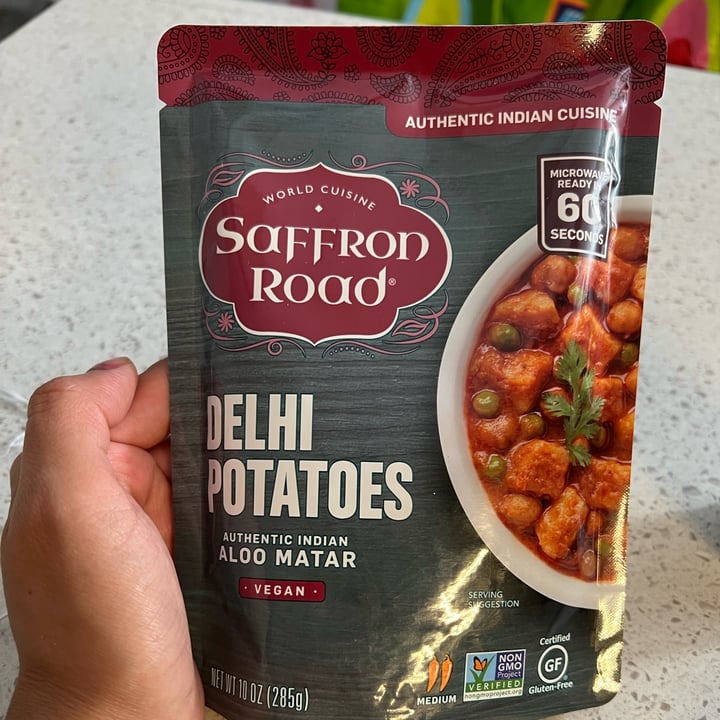 AUTHENTIC INDIAN CUISINE
MICROWAVE
READY IN
60
SECONDS
WORLD CUISINE
SAFFRON
ROAD®
DELHI
POTATOES
AUTHENTIC INDIAN
ALOO MATAR
· VEGAN ·
SERVING
SUGGESTION
NET WT 10 OZ (285g)
MEDIUM
NON
GMO
Project
VERIFIED
nongmoproject.org
Certified
GF
Gluten-Free